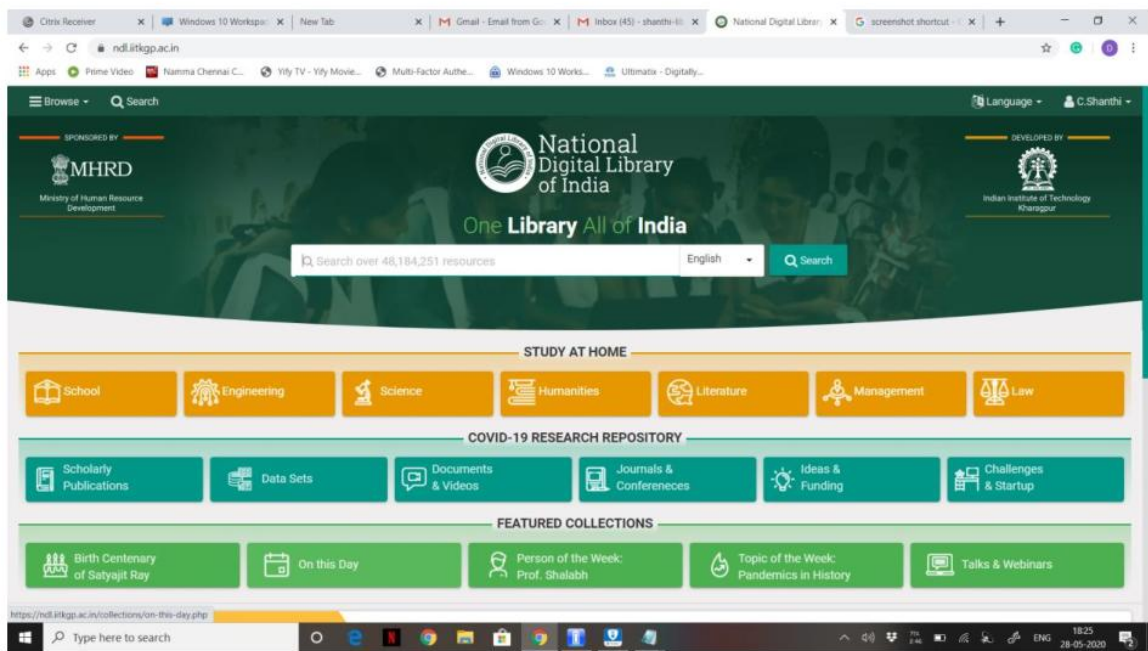 Citrix Receiver
Windows 10 Workspac
New Tab
Gmail - Email from Go
Inbox (45) - shanthi-lib
National Digital Library
screenshot shortcut -
ndl.iitkgp.ac.in
Apps
Prime Video
Namma Chennai C...
Yify TV - Yify Movie...
Multi-Factor Authe...
Windows 10 Works...
Ultimatix - Digitally...
Browse
Search
Language
C.Shanthi
SPONSORED BY
MHRD
Ministry of Human Resource
Development
National
Digital Library
of India
DEVELOPED BY
Indian Institute of Technology
Kharagpur
One Library All of India
Search over 48,184,251 resources
English
Search
STUDY AT HOME
School
Engineering
Science
Humanities
Literature
Management
Law
COVID-19 RESEARCH REPOSITORY
Scholarly
Publications
Data Sets
Documents
& Videos
Journals &
Confereneces
Ideas &
Funding
Challenges
& Startup
FEATURED COLLECTIONS
Birth Centenary
of Satyajit Ray
On this Day
Person of the Week:
Prof. Shalabh
Topic of the Week:
Pandemics in History
Talks & Webinars
https://ndl.iitkgp.ac.in/collections/on-this-day.php
Type here to search
ENG
18:25
28-05-2020